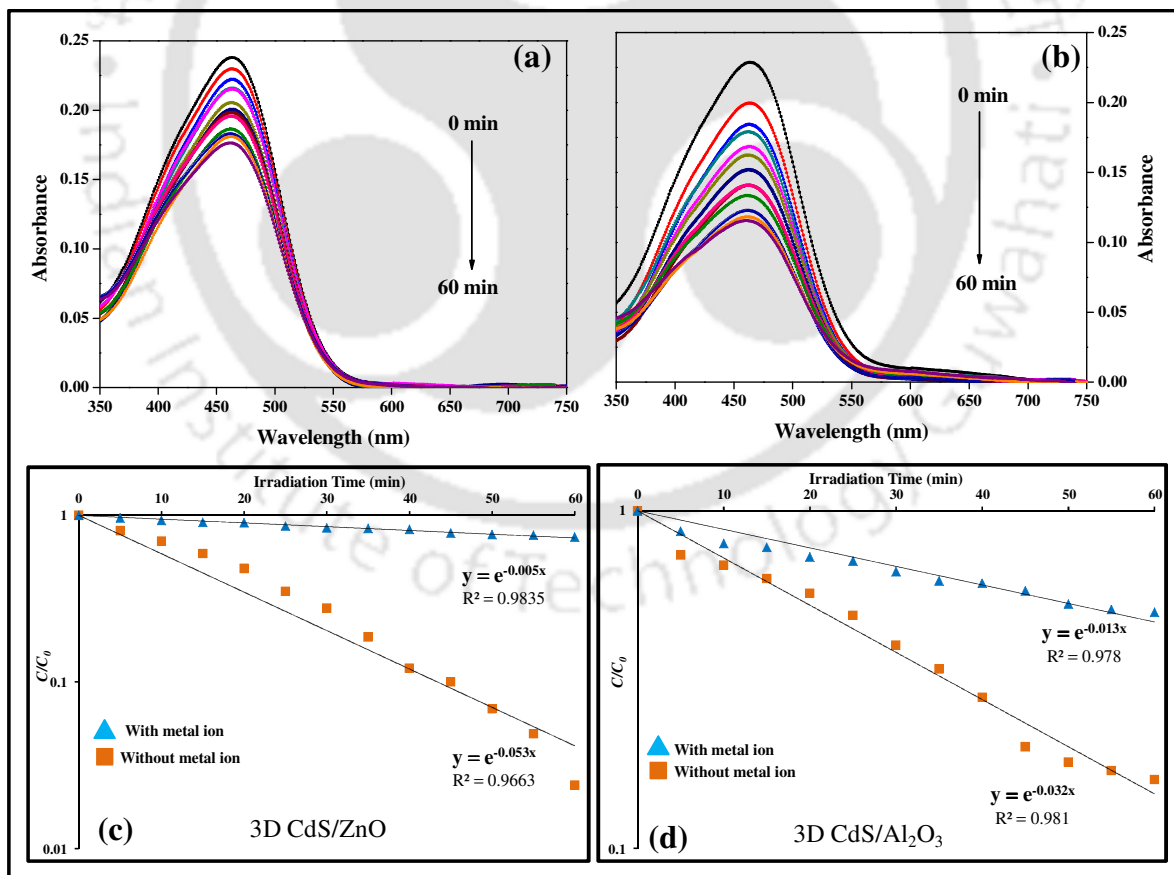 (a)
0.25
0.20
0.15
0.10
0.05
0.00
Absorbance
0 min
60 min
350 400 450 500 550 600 650 700 750
Wavelength (nm)
(b)
0.25
0.20
0.15
0.10
0.05
0.00
Absorbance
0 min
60 min
350 400 450 500 550 600 650 700 750
Wavelength (nm)
Irradiation Time (min)
0 10 20 30 40 50 60
1
0.1
0.01
C/C₀
y = e^-0.005x
R² = 0.9835
With metal ion
Without metal ion
y = e^-0.053x
R² = 0.9663
(c)
3D CdS/ZnO
Irradiation Time (min)
0 10 20 30 40 50 60
1
0.1
C/C₀
y = e^-0.013x
R² = 0.978
With metal ion
Without metal ion
y = e^-0.032x
R² = 0.981
(d)
3D CdS/Al₂O₃
Indian Institute of Technology Guwahati